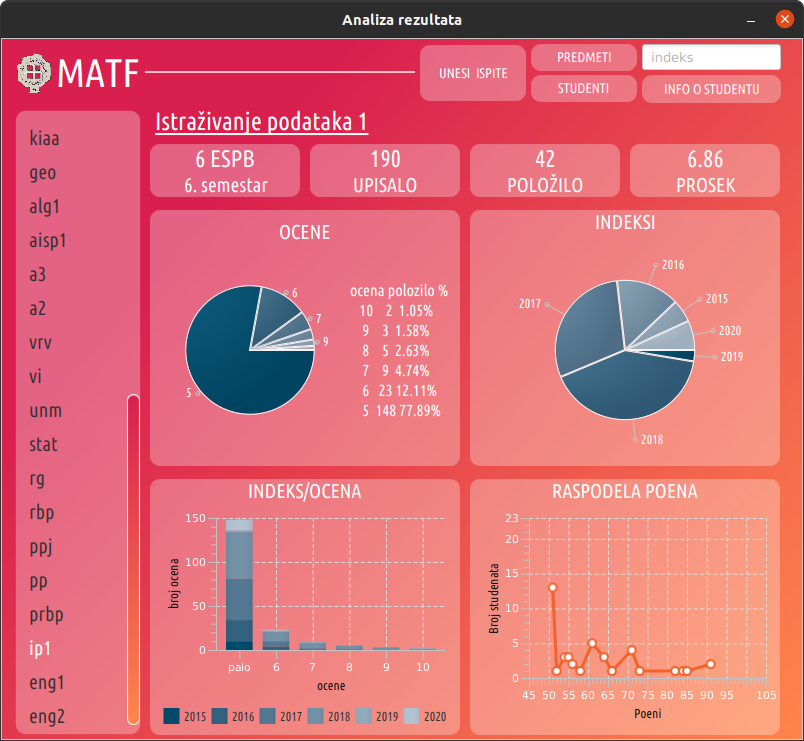 Analiza rezultata
MATF
UNESI ISPITE
PREDMETI
indeks
STUDENTI
INFO O STUDENTU
kiaa
geo
alg1
aisp1
a3
a2
vrv
vi
unm
stat
rg
rbp
ppj
pp
prbp
ip1
eng1
eng2
Istraživanje podataka 1
6 ESPB
6. semestar
190
UPISALO
42
POLOŽILO
6.86
PROSEK
OCENE
6
7
9
5
ocena polozilo %
10 2 1.05%
9 3 1.58%
8 5 2.63%
7 9 4.74%
6 23 12.11%
5 148 77.89%
INDEKSI
2016
2017
2015
2020
2019
2018
INDEKS/OCENA
broj ocena
150
100
50
0
palo 6 7 8 9 10
ocene
2015 2016 2017 2018 2019 2020
RASPODELA POENA
Broj studenata
23
20
15
10
5
0
45 50 55 60 65 70 75 80 85 90 95 105
Poeni